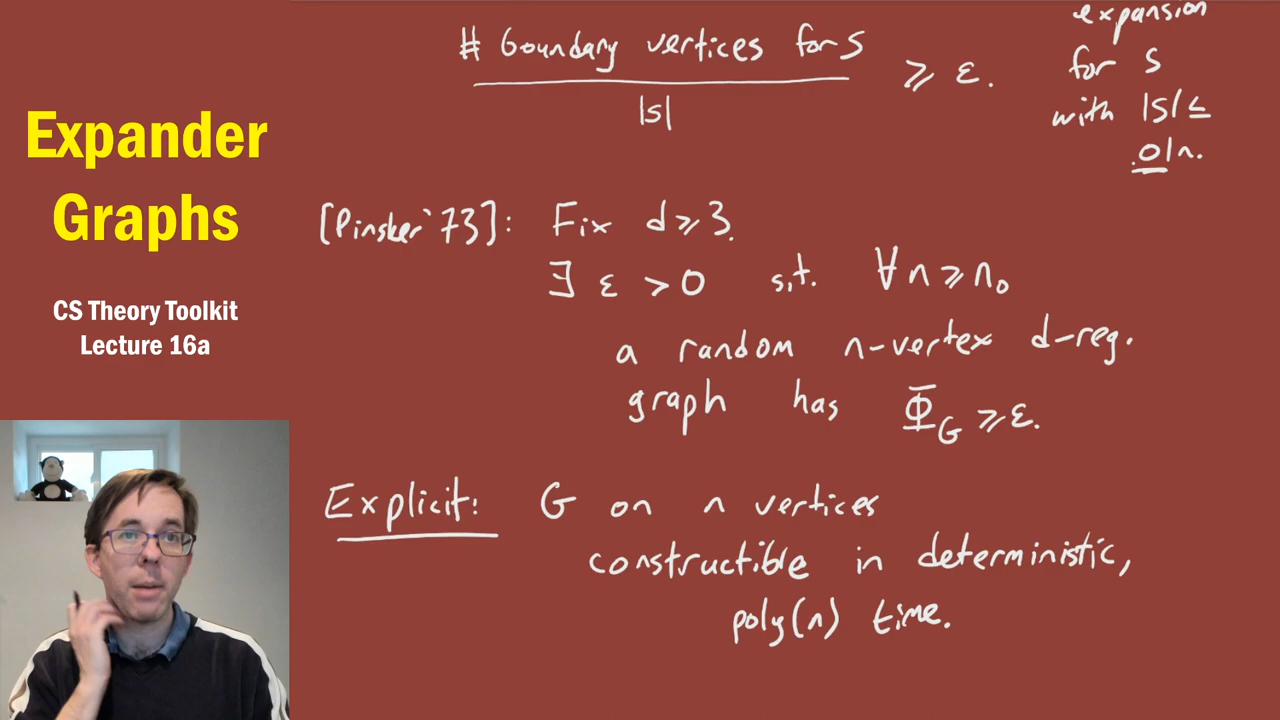 Expander
Graphs
CS Theory Toolkit
Lecture 16a
# boundary vertices for S
|S|
≥ ε.
expansion
for S
with |S| ≤
.01n.
[Pinsker '73]: Fix d ≥ 3.
∃ ε > 0 s.t. ∀ n ≥ n₀
a random n-vertex d-reg.
graph has Φ_G ≥ ε.
Explicit: G on n vertices
constructible in deterministic,
poly(n) time.